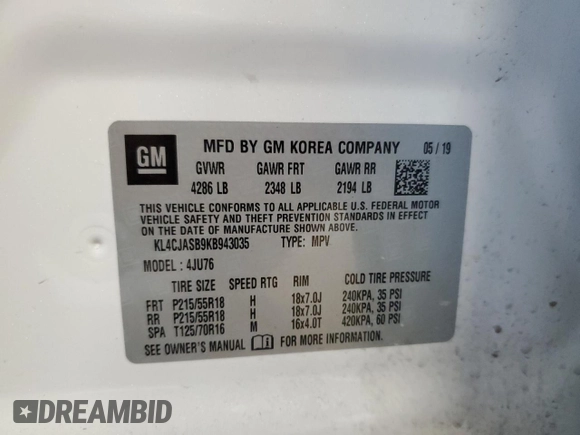 GM
MFD BY GM KOREA COMPANY 05 / 19
GVWR GAWR FRT GAWR RR
4286 LB 2348 LB 2194 LB
THIS VEHICLE CONFORMS TO ALL APPLICABLE U.S. FEDERAL MOTOR
VEHICLE SAFETY AND THEFT PREVENTION STANDARDS IN EFFECT
ON THE DATE OF MANUFACTURE SHOWN ABOVE.
KL4CJASB9KB943035 TYPE: MPV
MODEL : 4JU76
TIRE SIZE SPEED RTG RIM COLD TIRE PRESSURE
FRT P215/55R18 H 18x7.0J 240KPA, 35 PSI
RR P215/55R18 H 18x7.0J 240KPA, 35 PSI
SPA T125/70R16 M 16x4.0T 420KPA, 60 PSI
SEE OWNER'S MANUAL FOR MORE INFORMATION.
DREAMBID